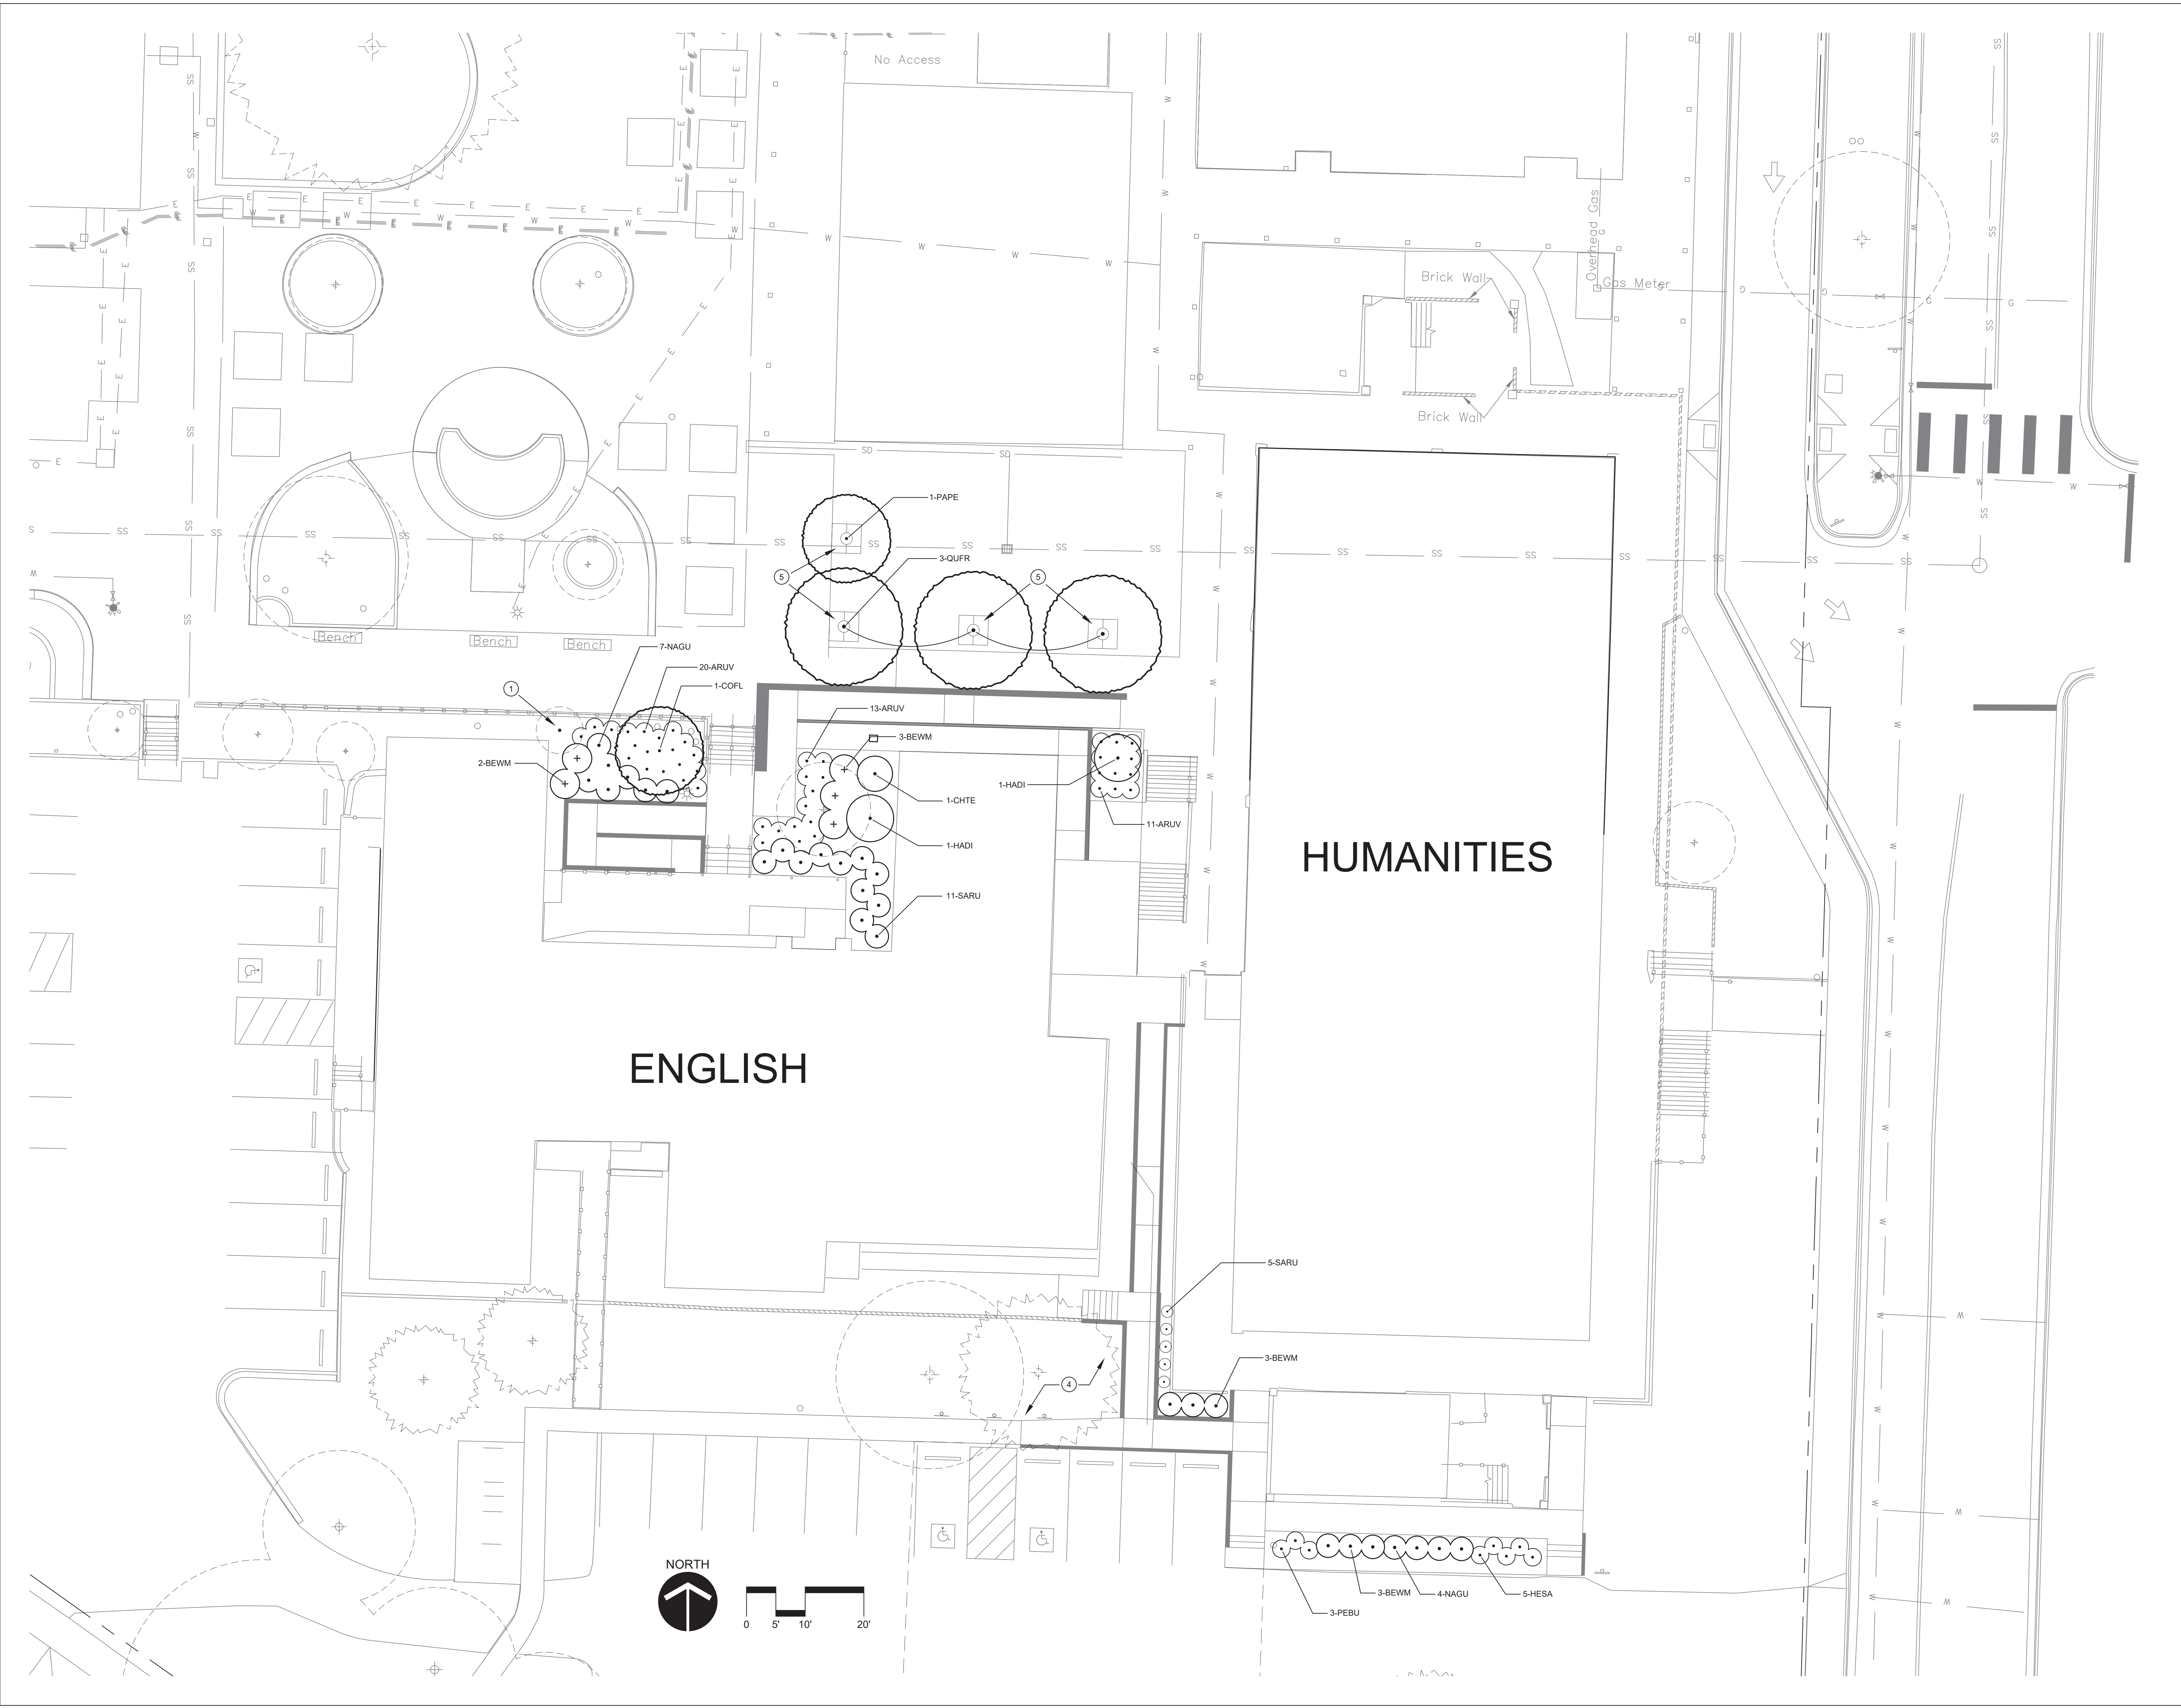 No Access
Overhead Gas
Gas Meter
Brick Wall
Brick Wall
SD
SD
1-PAPE
3-QUFR
5
5
Bench
Bench
Bench
7-NAGU
20-ARUV
1-COFL
1
13-ARUV
3-BEWM
2-BEWM
1-HADI
1-CHTE
11-ARUV
1-HADI
HUMANITIES
11-SARU
ENGLISH
5-SARU
3-BEWM
4
NORTH
0 5' 10' 20'
3-BEWM
4-NAGU
5-HESA
3-PEBU